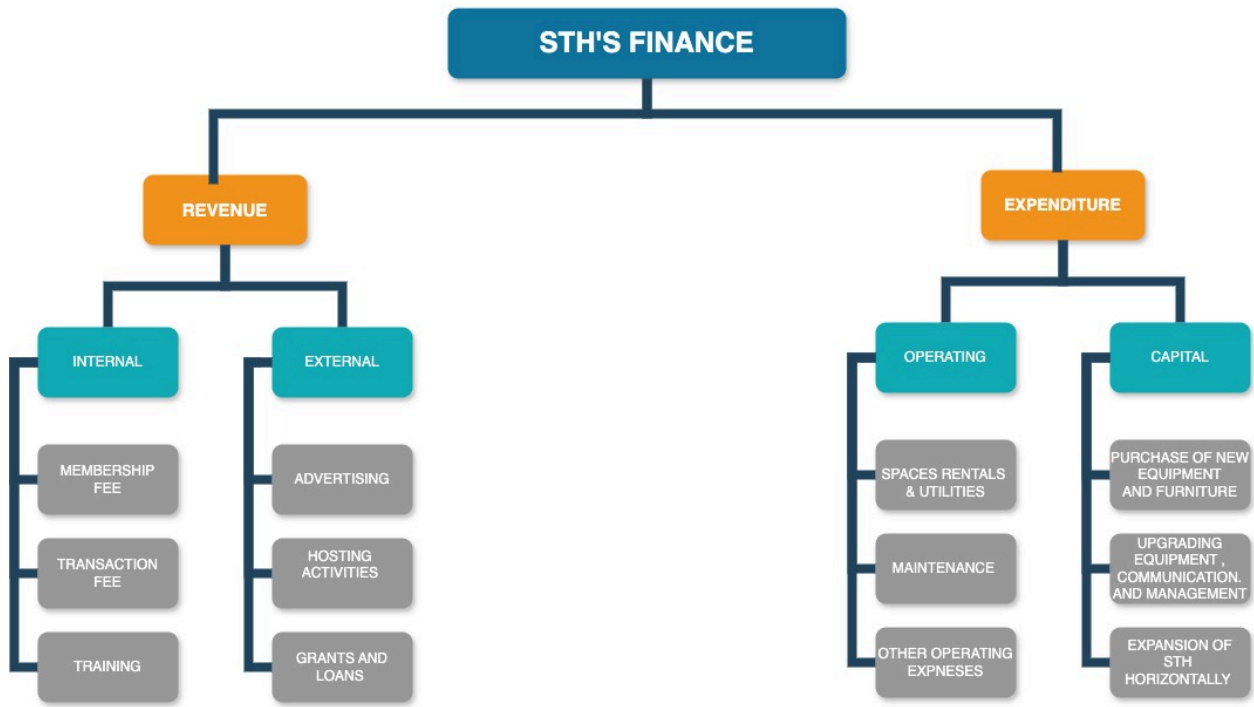 STH'S FINANCE
REVENUE
EXPENDITURE
INTERNAL
EXTERNAL
OPERATING
CAPITAL
MEMBERSHIP
FEE
ADVERTISING
SPACES RENTALS
& UTILITIES
PURCHASE OF NEW
EQUIPMENT
AND FURNITURE
TRANSACTION
FEE
HOSTING
ACTIVITIES
MAINTENANCE
UPGRADING
EQUIPMENT ,
COMMUNICATION.
AND MANAGEMENT
TRAINING
GRANTS AND
LOANS
OTHER OPERATING
EXPNESES
EXPANSION OF
STH
HORIZONTALLY